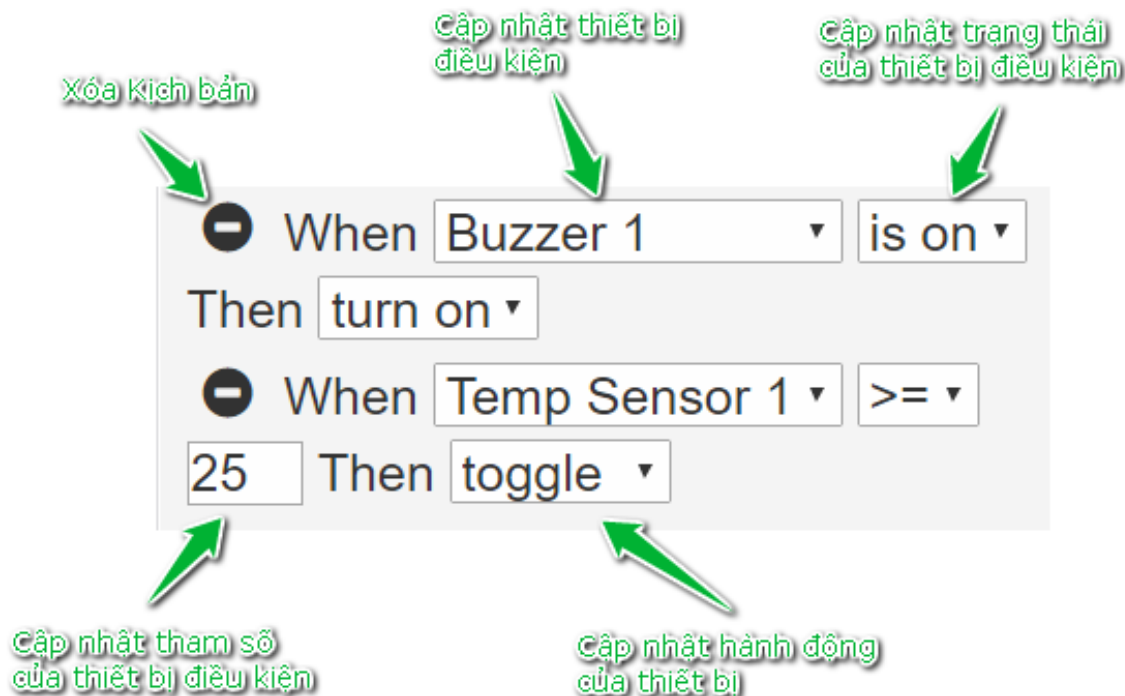 Cập nhật thiết bị
điều kiện
Cập nhật trạng thái
của thiết bị điều kiện
Xóa Kịch bản
When Buzzer 1 is on
Then turn on
When Temp Sensor 1 >=
25 Then toggle
Cập nhật tham số
của thiết bị điều kiện
Cập nhật hành động
của thiết bị